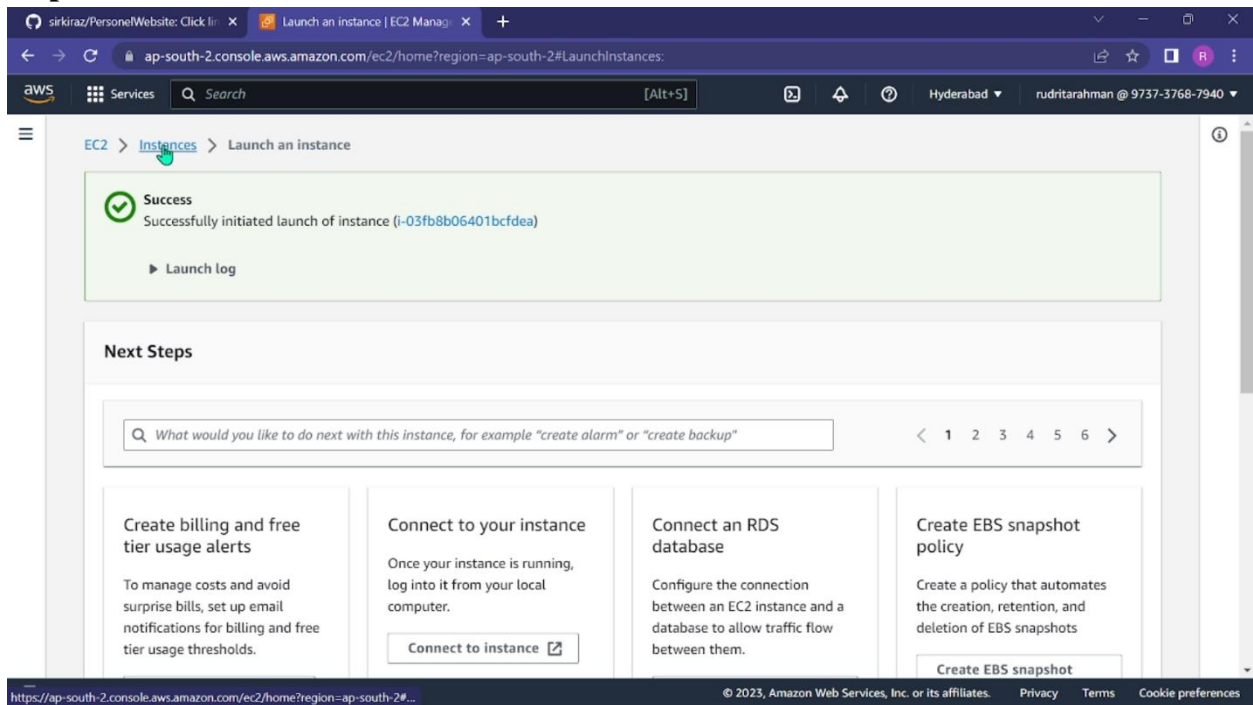 sirkiraz/PersonelWebsite: Click lin
Launch an instance | EC2 Manag
ap-south-2.console.aws.amazon.com/ec2/home?region=ap-south-2#LaunchInstances:
R
aws
Services
Search
[Alt+S]
Hyderabad
rudritarahman @ 9737-3768-7940
EC2 > Instances > Launch an instance
Success
Successfully initiated launch of instance (i-03fb8b06401bcfdea)
Launch log
Next Steps
What would you like to do next with this instance, for example "create alarm" or "create backup"
1 2 3 4 5 6
Create billing and free
tier usage alerts
To manage costs and avoid
surprise bills, set up email
notifications for billing and free
tier usage thresholds.
Connect to your instance
Once your instance is running,
log into it from your local
computer.
Connect to instance
Connect an RDS
database
Configure the connection
between an EC2 instance and a
database to allow traffic flow
between them.
Create EBS snapshot
policy
Create a policy that automates
the creation, retention, and
deletion of EBS snapshots
Create EBS snapshot
https://ap-south-2.console.aws.amazon.com/ec2/home?region=ap-south-2#...
© 2023, Amazon Web Services, Inc. or its affiliates.
Privacy
Terms
Cookie preferences